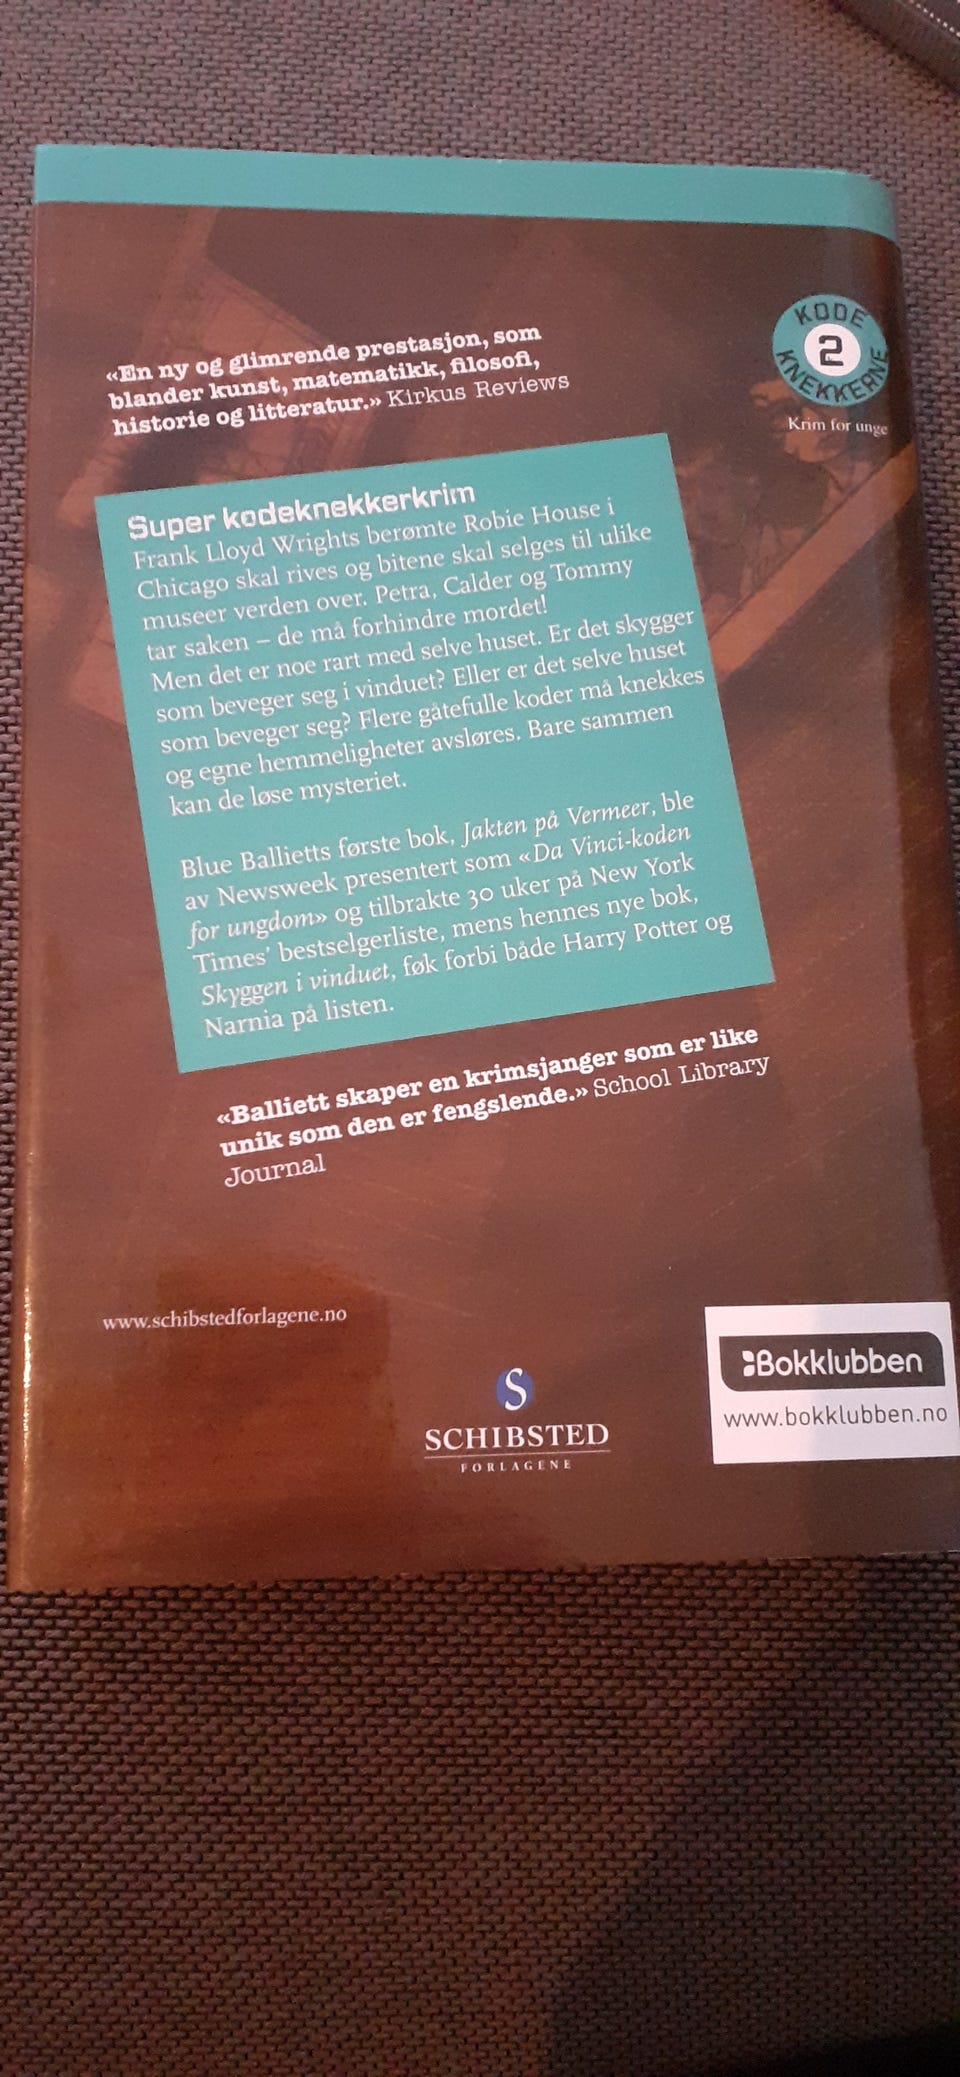 «En ny og glimrende prestasjon, som
blander kunst, matematikk, filosofi,
historie og litteratur.» Kirkus Reviews
KODE
2
KNEKKERNE
Krim for unge
Super kodeknekkerkrim
Frank Lloyd Wrights berømte Robie House i
Chicago skal rives og bitene skal selges til ulike
museer verden over. Petra, Calder og Tommy
tar saken – de må forhindre mordet!
Men det er noe rart med selve huset. Er det skygger
som beveger seg i vinduet? Eller er det selve huset
som beveger seg? Flere gåtefulle koder må knekkes
og egne hemmeligheter avsløres. Bare sammen
kan de løse mysteriet.
Blue Ballietts første bok, Jakten på Vermeer, ble
av Newsweek presentert som «Da Vinci-koden
for ungdom» og tilbrakte 30 uker på New York
Times' bestselgerliste, mens hennes nye bok,
Skyggen i vinduet, føk forbi både Harry Potter og
Narnia på listen.
«Balliett skaper en krimsjanger som er like
unik som den er fengslende.» School Library
Journal
www.schibstedforlagene.no
S
SCHIBSTED
FORLAGENE
Bokklubben
www.bokklubben.no